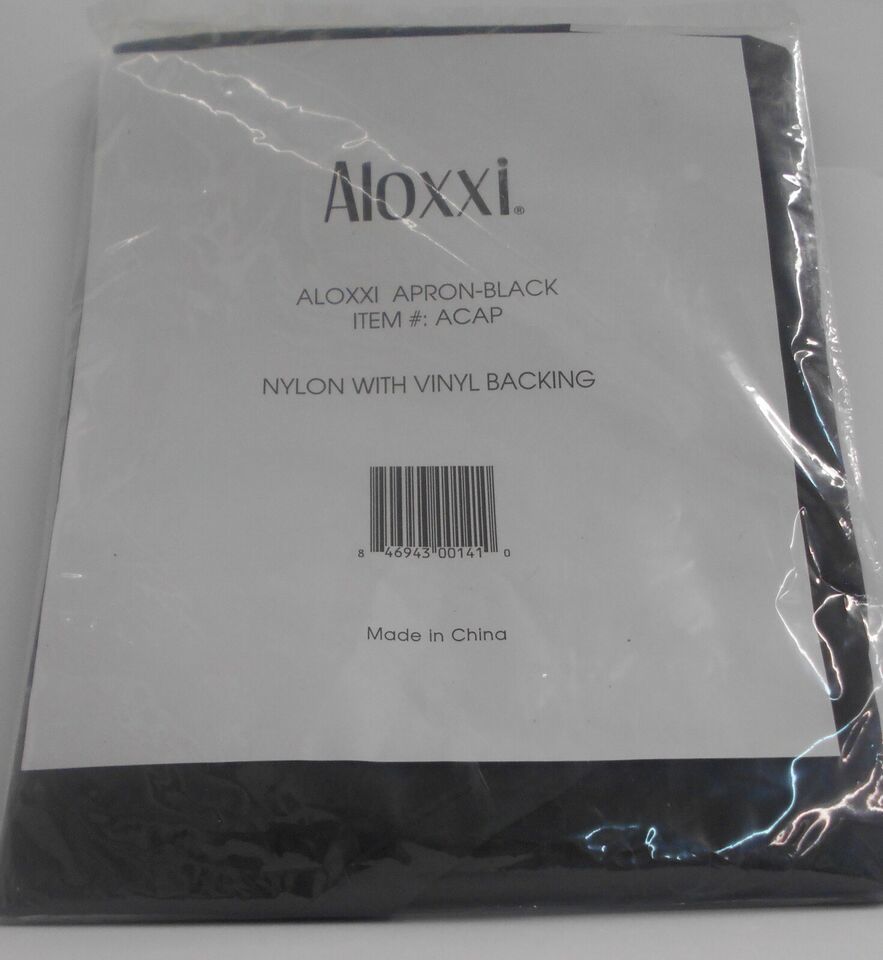 Aloxxi®
ALOXXI APRON-BLACK
ITEM #: ACAP
NYLON WITH VINYL BACKING
8 46943 00141 0
Made in China